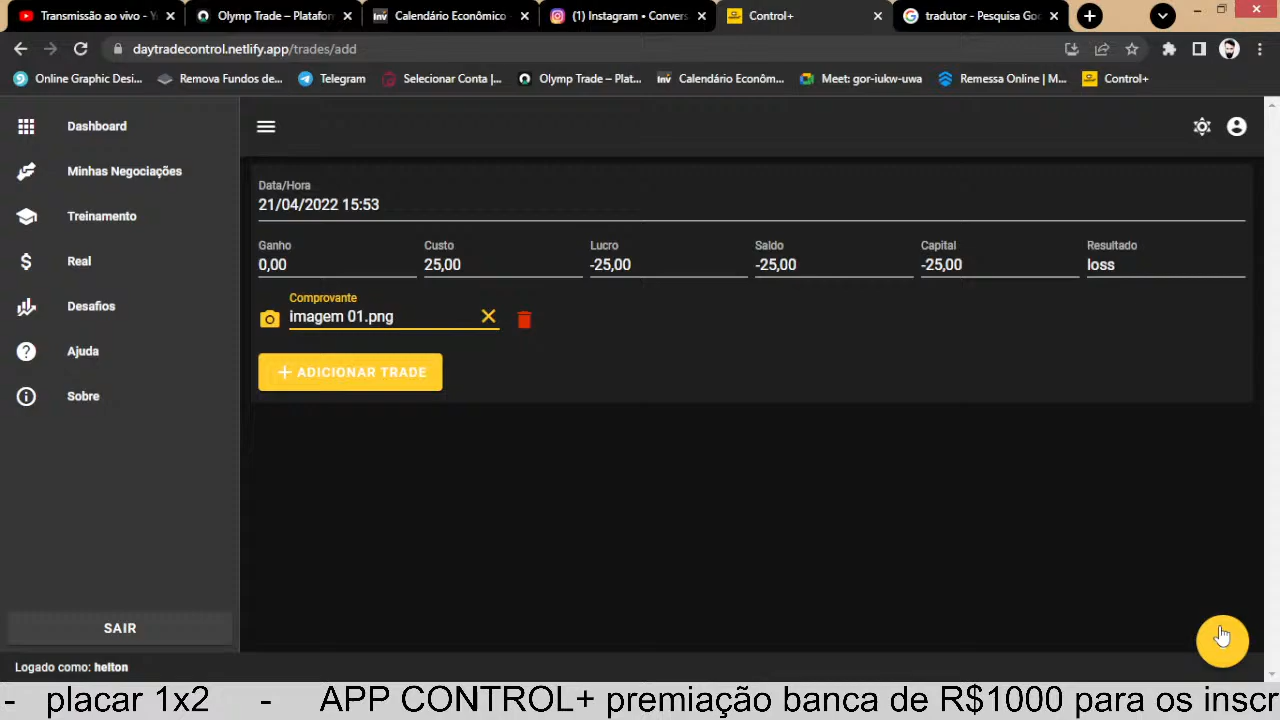 Transmissão ao vivo - Y
Olymp Trade – Platafor
Calendário Econômico
(1) Instagram • Convers
Control+
tradutor - Pesquisa Goo
daytradecontrol.netlify.app/trades/add
Online Graphic Desi...
Remova Fundos de...
Telegram
Selecionar Conta |...
Olymp Trade – Plat...
Calendário Econôm...
Meet: gor-iukw-uwa
Remessa Online | M...
Control+
Dashboard
Minhas Negociações
Treinamento
Real
Desafios
Ajuda
Sobre
Data/Hora
21/04/2022 15:53
Ganho Custo Lucro Saldo Capital Resultado
0,00 25,00 -25,00 -25,00 -25,00 loss
Comprovante
imagem 01.png
ADICIONAR TRADE
SAIR
Logado como: helton
- placar 1x2 - APP CONTROL+ premiação banca de R$1000 para os inscr